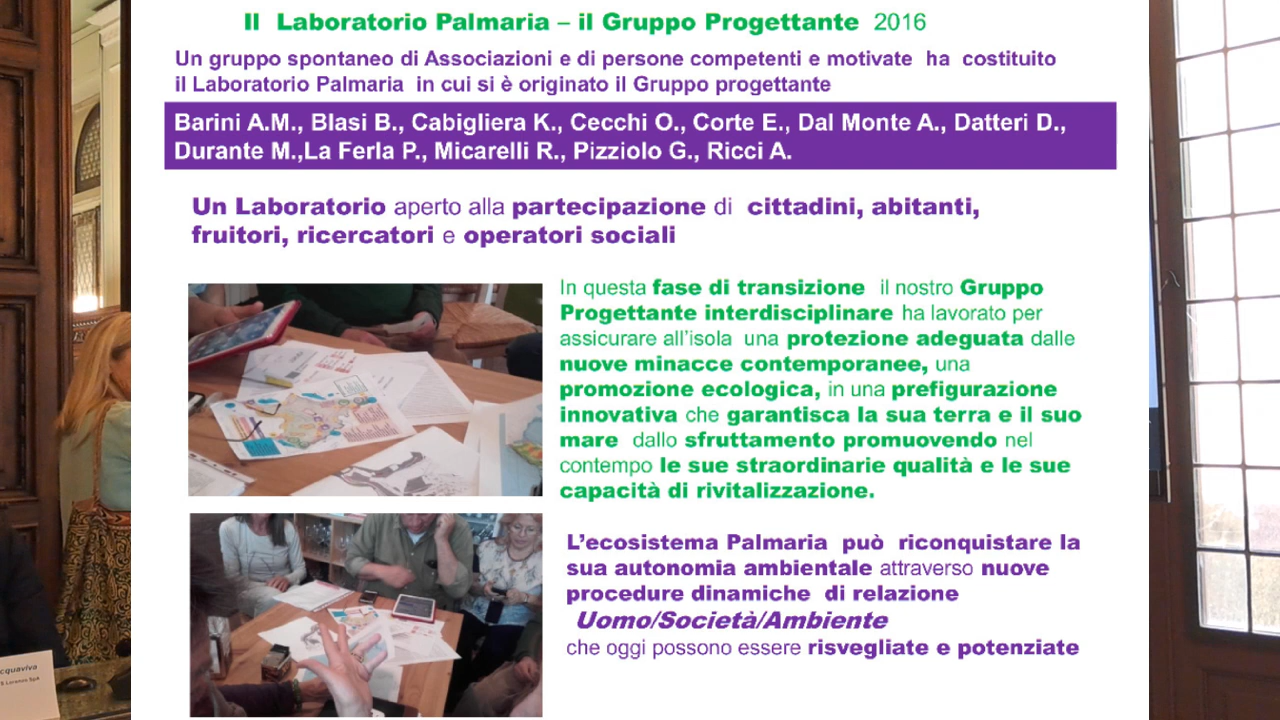 Il Laboratorio Palmaria – il Gruppo Progettante 2016
Un gruppo spontaneo di Associazioni e di persone competenti e motivate ha costituito
il Laboratorio Palmaria in cui si è originato il Gruppo progettante
Barini A.M., Blasi B., Cabigliera K., Cecchi O., Corte E., Dal Monte A., Datteri D.,
Durante M.,La Ferla P., Micarelli R., Pizziolo G., Ricci A.
Un Laboratorio aperto alla partecipazione di cittadini, abitanti,
fruitori, ricercatori e operatori sociali
In questa fase di transizione il nostro Gruppo
Progettante interdisciplinare ha lavorato per
assicurare all'isola una protezione adeguata dalle
nuove minacce contemporanee, una
promozione ecologica, in una prefigurazione
innovativa che garantisca la sua terra e il suo
mare dallo sfruttamento promuovendo nel
contempo le sue straordinarie qualità e le sue
capacità di rivitalizzazione.
L'ecosistema Palmaria può riconquistare la
sua autonomia ambientale attraverso nuove
procedure dinamiche di relazione
Uomo/Società/Ambiente
che oggi possono essere risvegliate e potenziate
cquaviva
S Lorenzo SpA